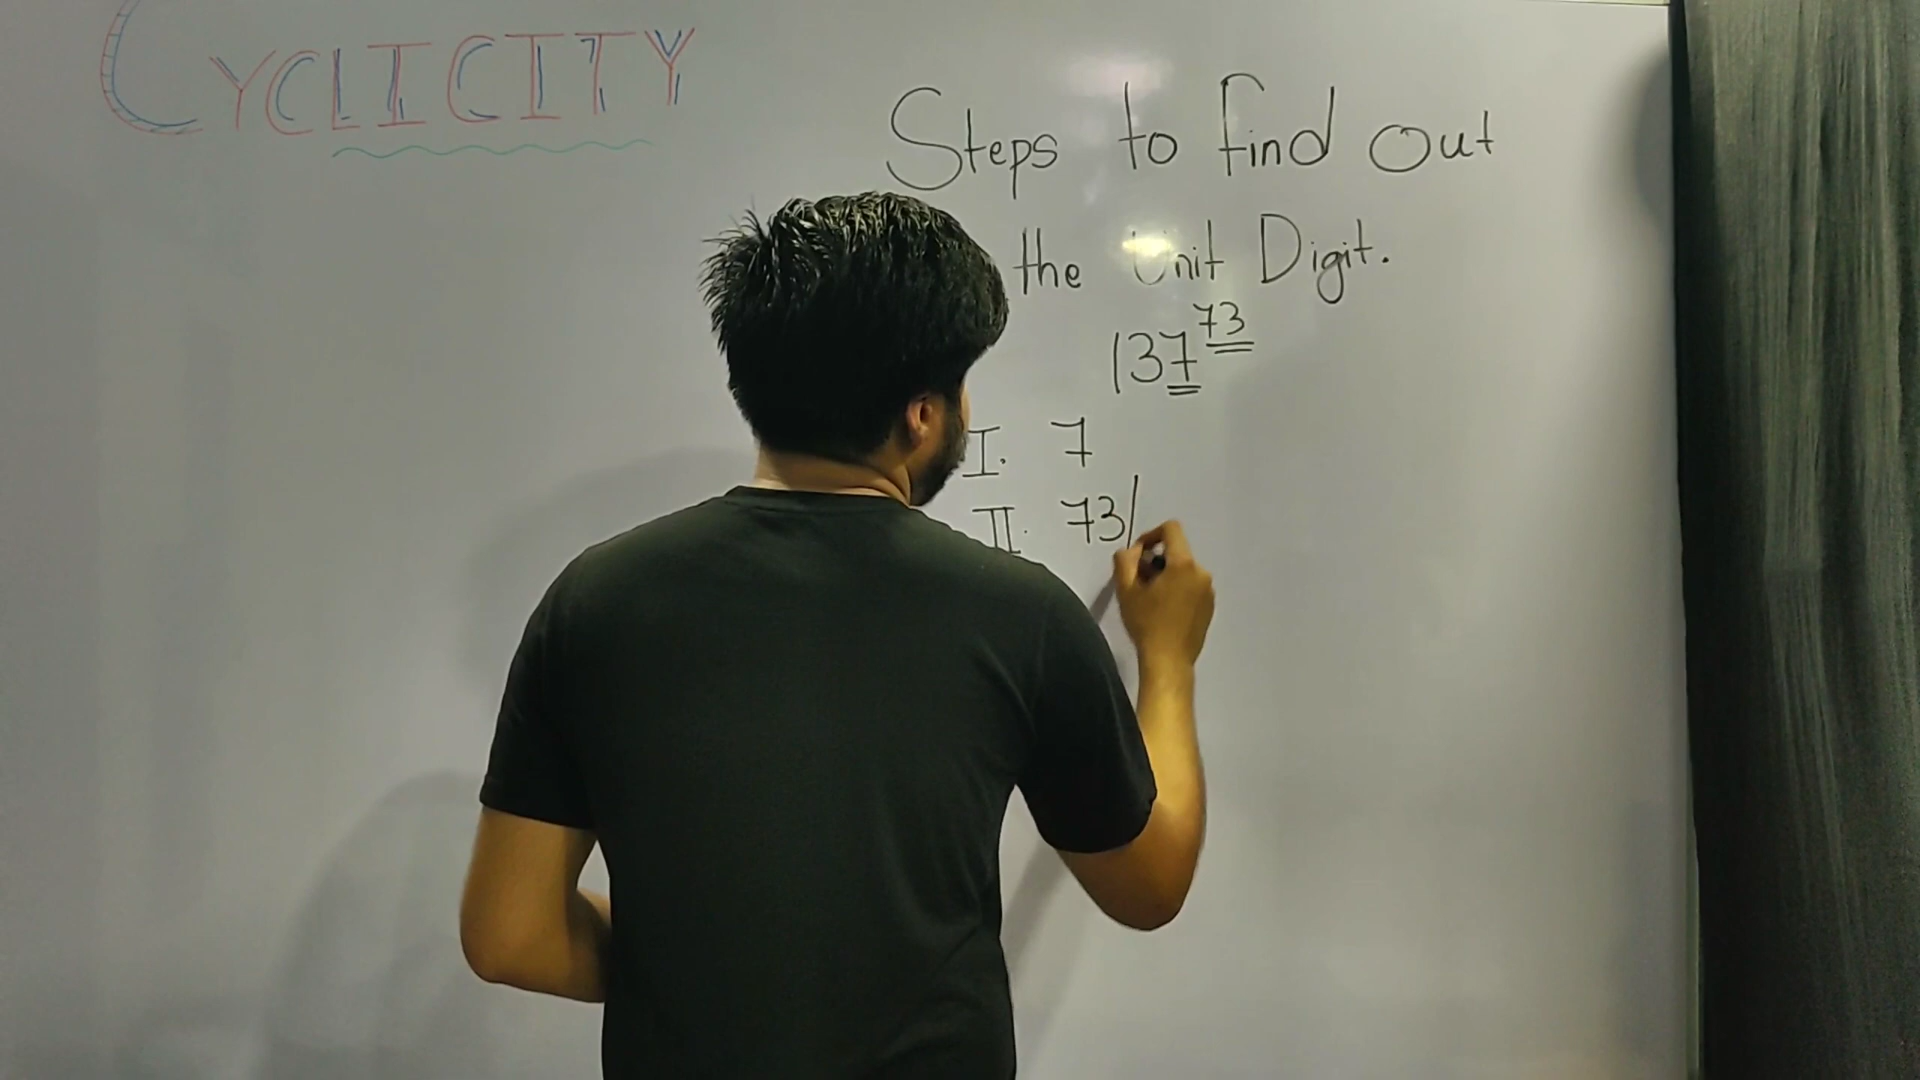 CYCLICITY
Steps to find out
the Unit Digit.
137^73
I. 7
II. 73/